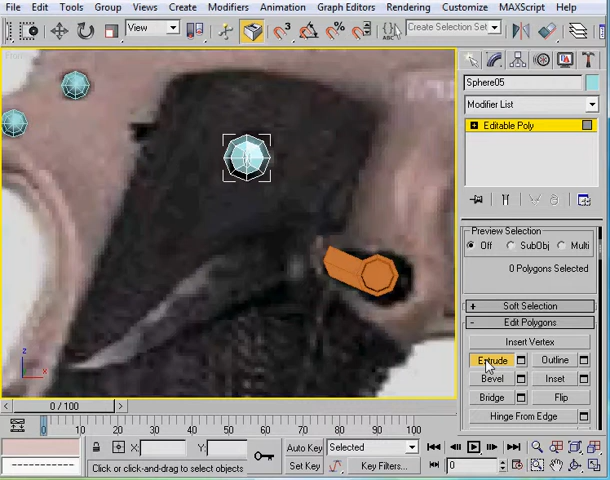 File Edit Tools Group Views Create Modifiers Animation Graph Editors Rendering Customize MAXScript Help
View
Create Selection Set
Sphere05
Modifier List
Editable Poly
Preview Selection
Off SubObj Multi
0 Polygons Selected
+ Soft Selection
- Edit Polygons
Insert Vertex
Extrude Outline
Bevel Inset
Bridge Flip
Hinge From Edge
z
x
0 / 100
0 10 20 30 40 50 60 70 80 90 100
X: Y:
Auto Key Selected
Set Key Key Filters...
0
Click or click-and-drag to select objects